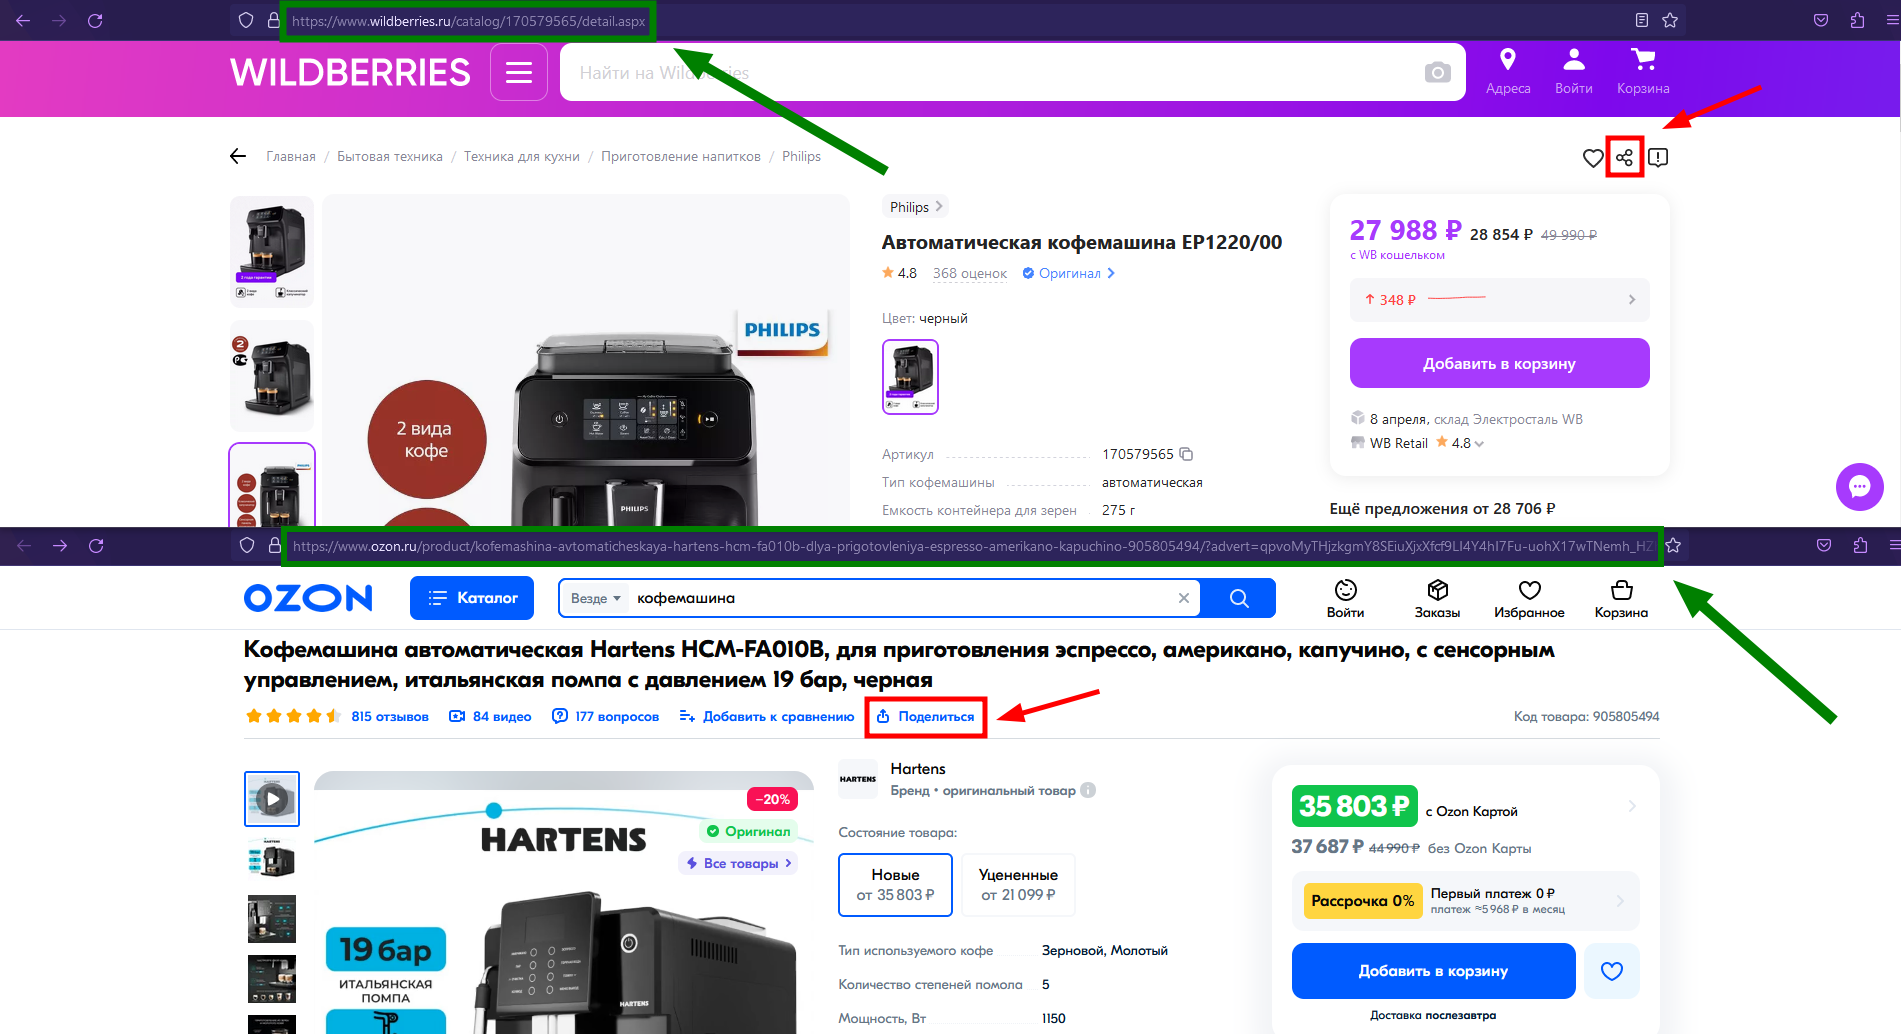 https://www.wildberries.ru/catalog/170579565/detail.aspx
WILDBERRIES
Найти на Wildberries
Адреса
Войти
Корзина
Главная / Бытовая техника / Техника для кухни / Приготовление напитков / Philips
Philips
Автоматическая кофемашина EP1220/00
4.8 368 оценок Оригинал
Цвет: черный
Артикул 170579565
Тип кофемашины автоматическая
Емкость контейнера для зерен 275 г
PHILIPS
2 вида
кофе
PHILIPS
27 988 ₽ 28 854 ₽ 49 990 ₽
с WB кошельком
348 ₽
Добавить в корзину
8 апреля, склад Электросталь WB
WB Retail 4.8
Ещё предложения от 28 706 ₽
https://www.ozon.ru/product/kofemashina-avtomaticheskaya-hartens-hcm-fa010b-dlya-prigotovleniya-espresso-amerikano-kapuchino-905805494/?advert=
OZON
Каталог
Везде кофемашина
Войти
Заказы
Избранное
Корзина
Кофемашина автоматическая Hartens HCM-FA010B, для приготовления эспрессо, американо, капучино, с сенсорным
управлением, итальянская помпа с давлением 19 бар, черная
815 отзывов 84 видео 177 вопросов Добавить к сравнению Поделиться
Код товара: 905805494
-20%
Оригинал
Все товары
HARTENS
19 бар
ИТАЛЬЯНСКАЯ
ПОМПА
HARTENS
HARTENS
Hartens
Бренд • оригинальный товар
Состояние товара:
Новые
от 35 803 ₽
Уцененные
от 21 099 ₽
Тип используемого кофе Зерновой, Молотый
Количество степеней помола 5
Мощность, Вт 1150
35 803 ₽ с Ozon Картой
37 687 ₽ 44 990 ₽ без Ozon Карты
Рассрочка 0%
Первый платеж 0 ₽
платеж ≈5 968 ₽ в месяц
Добавить в корзину
Доставка послезавтра